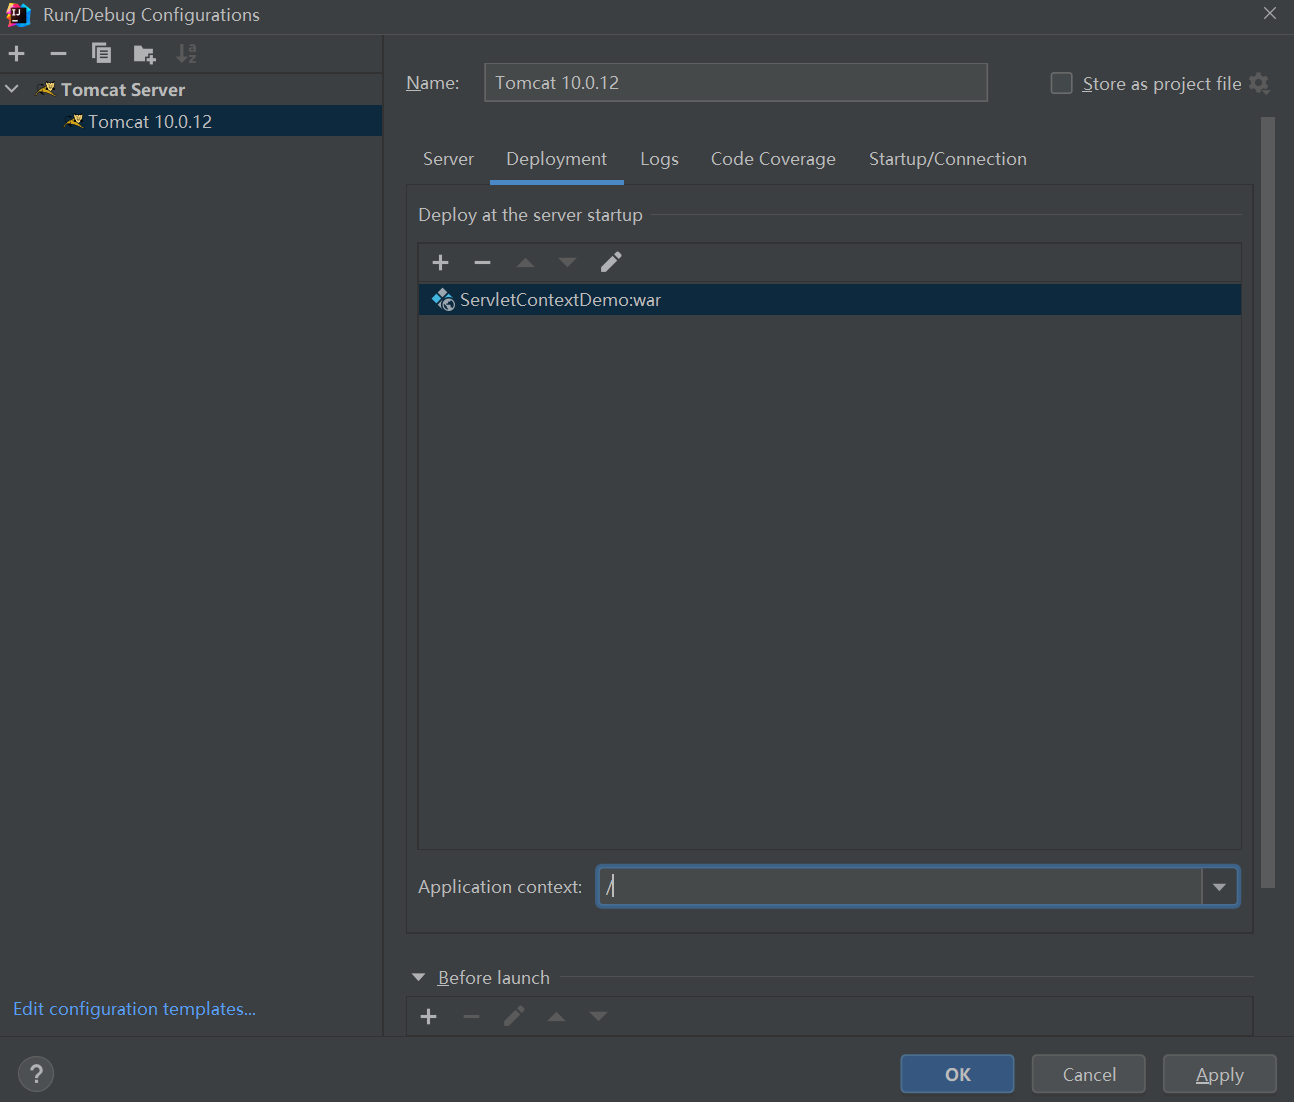 Run/Debug Configurations
Tomcat Server
Tomcat 10.0.12
Name: Tomcat 10.0.12 Store as project file
Server Deployment Logs Code Coverage Startup/Connection
Deploy at the server startup
ServletContextDemo:war
Application context: /
Before launch
Edit configuration templates...
? OK Cancel Apply